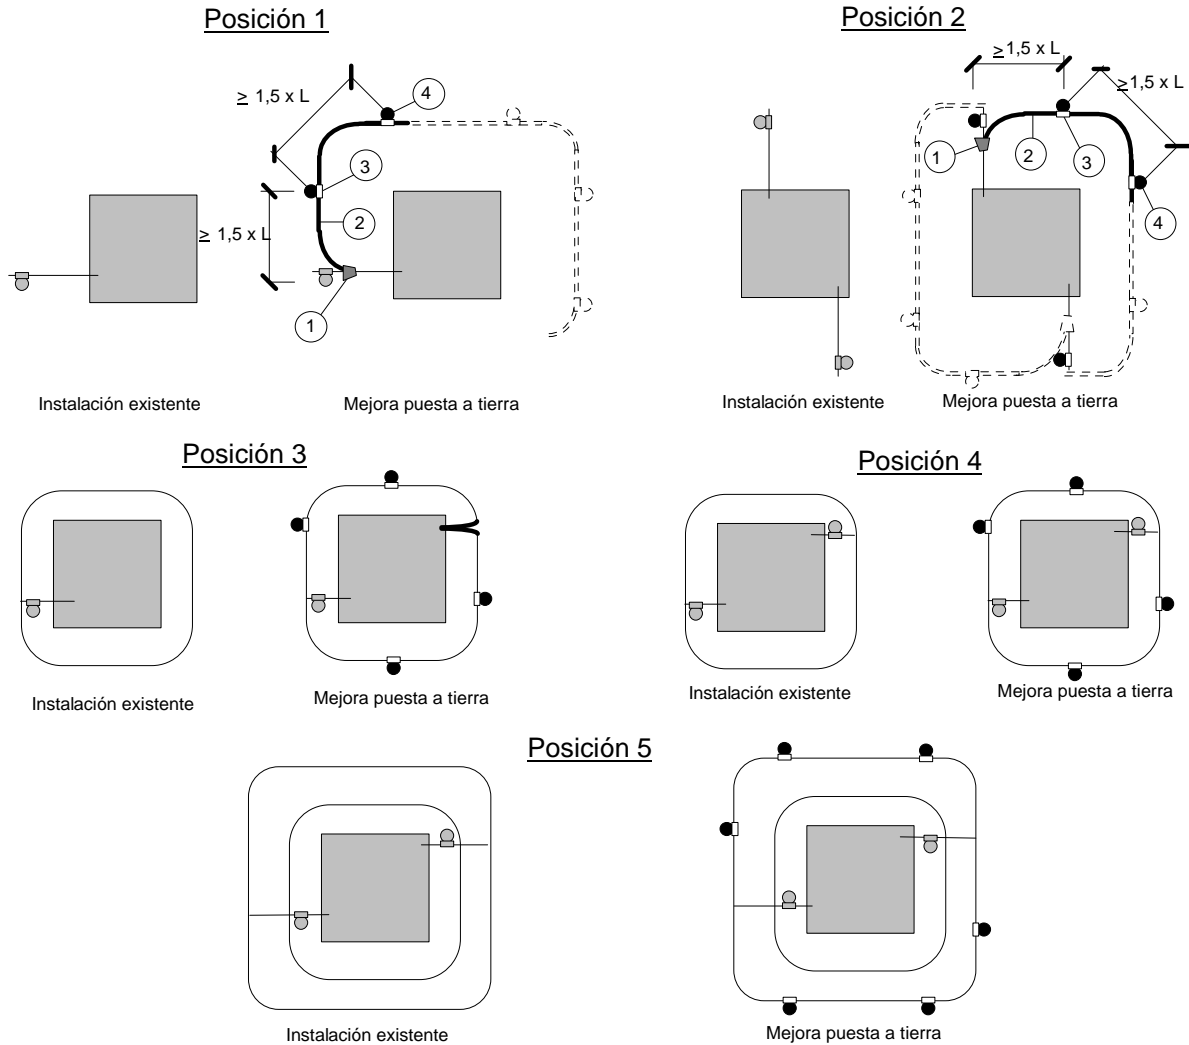 Posición 1
≥ 1,5 x L
4
3
2
≥ 1,5 x L
1
Instalación existente
Mejora puesta a tierra
Posición 2
≥1,5 x L
≥1,5 x L
1
2
3
4
Instalación existente
Mejora puesta a tierra
Posición 3
Instalación existente
Mejora puesta a tierra
Posición 4
Instalación existente
Mejora puesta a tierra
Posición 5
Instalación existente
Mejora puesta a tierra